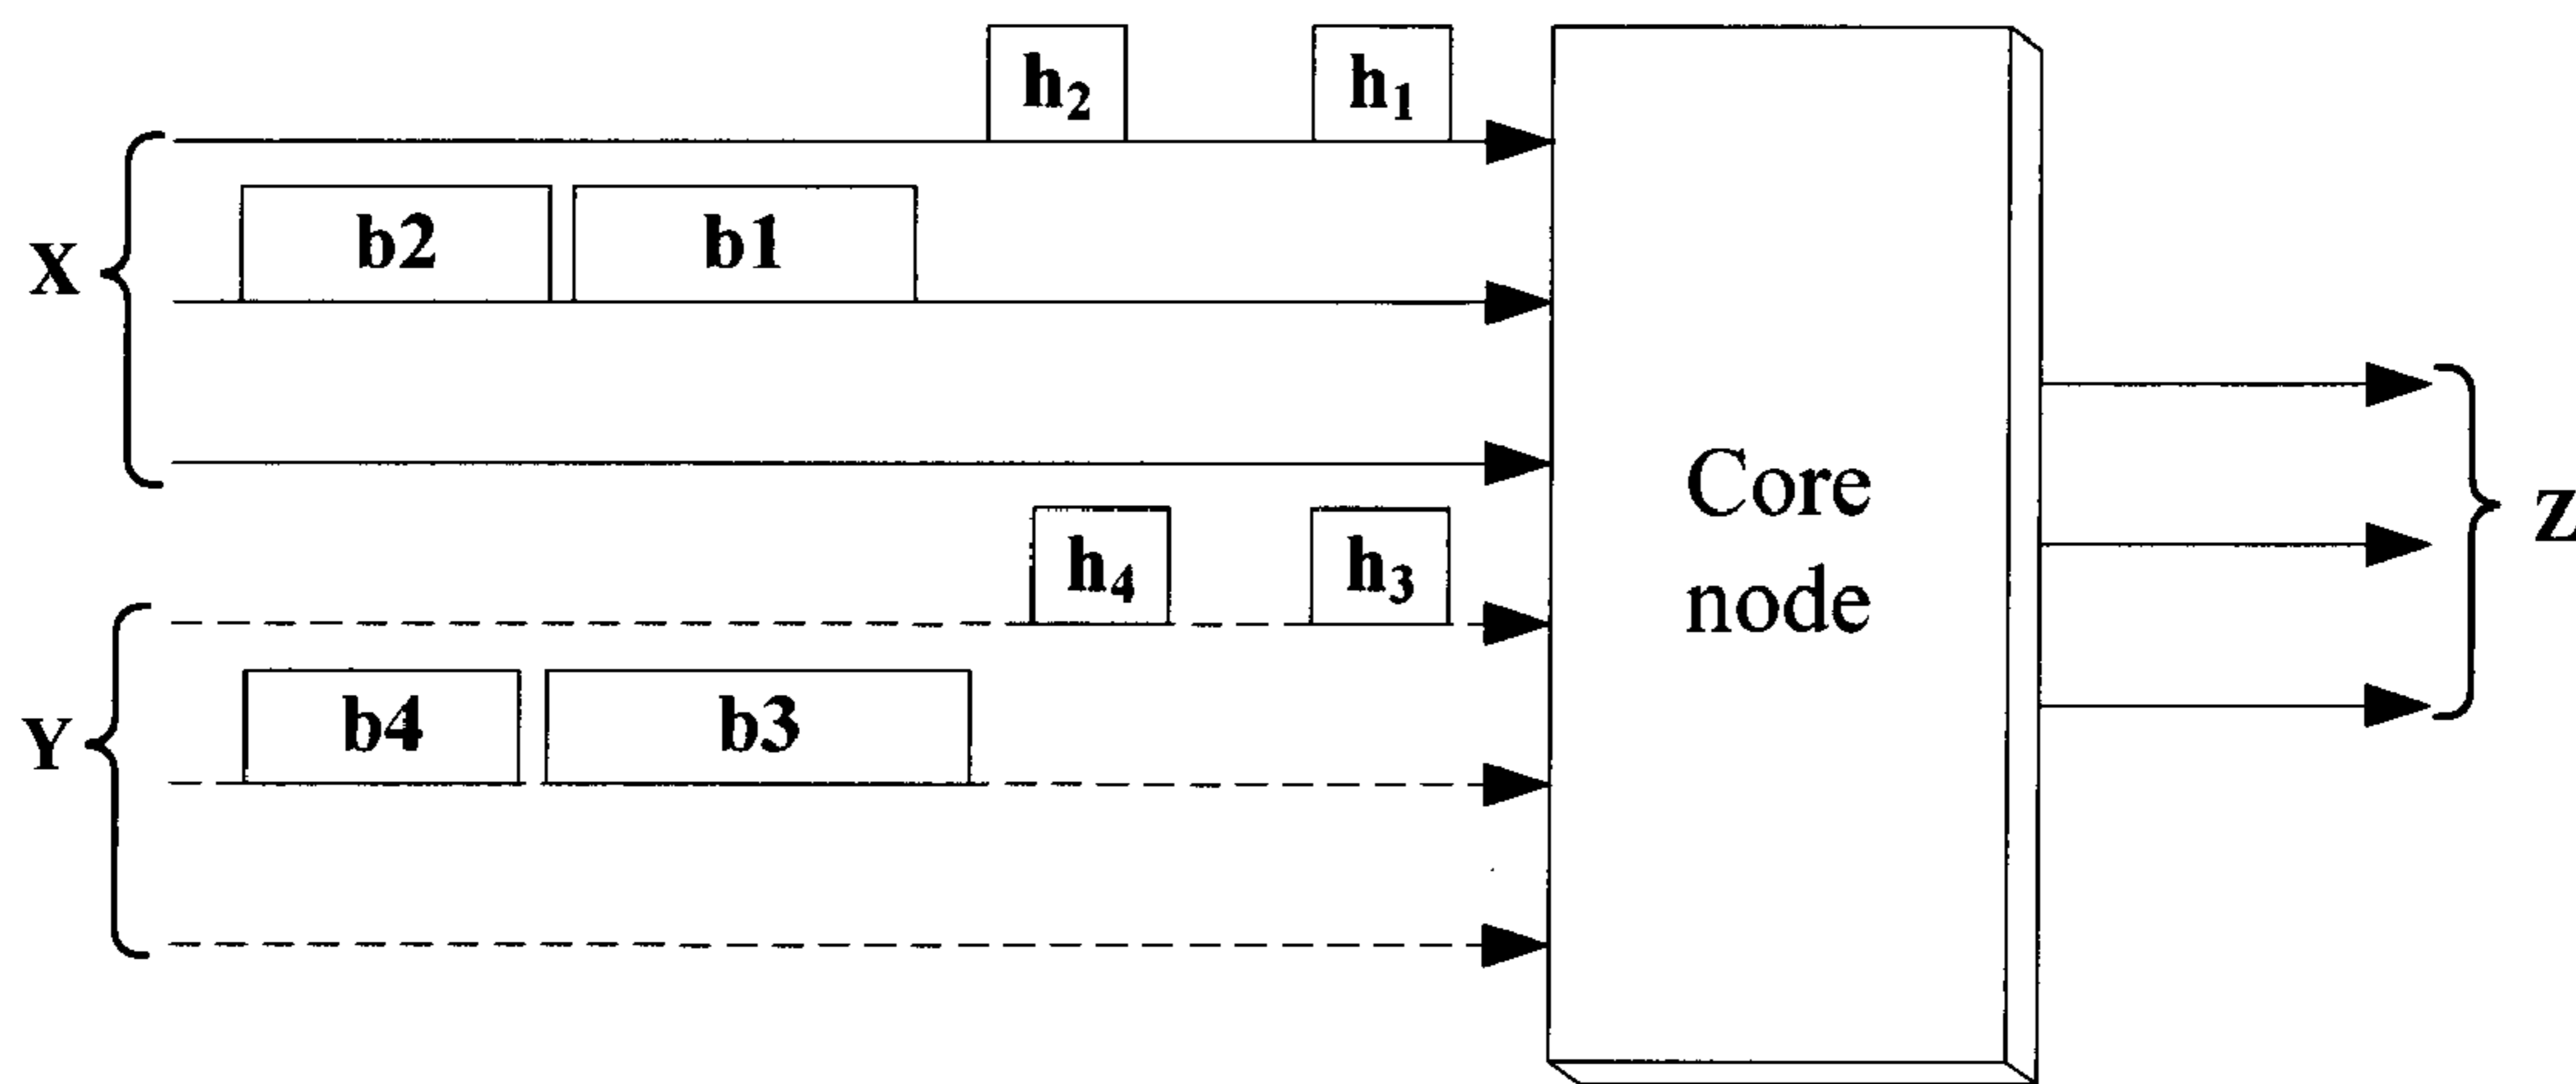 h₂ h₁
X
b2 b1
Core
node
Z
h₄ h₃
Y
b4 b3